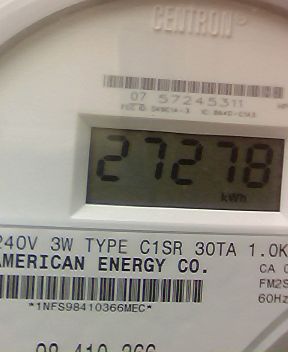 CENTRON
07 57245311
27278
kWh
240V 3W TYPE C1SR 30TA 1.0K
AMERICAN ENERGY CO.
CA
FM2S
60Hz
*1NFS98410366MEC*
98 410 366